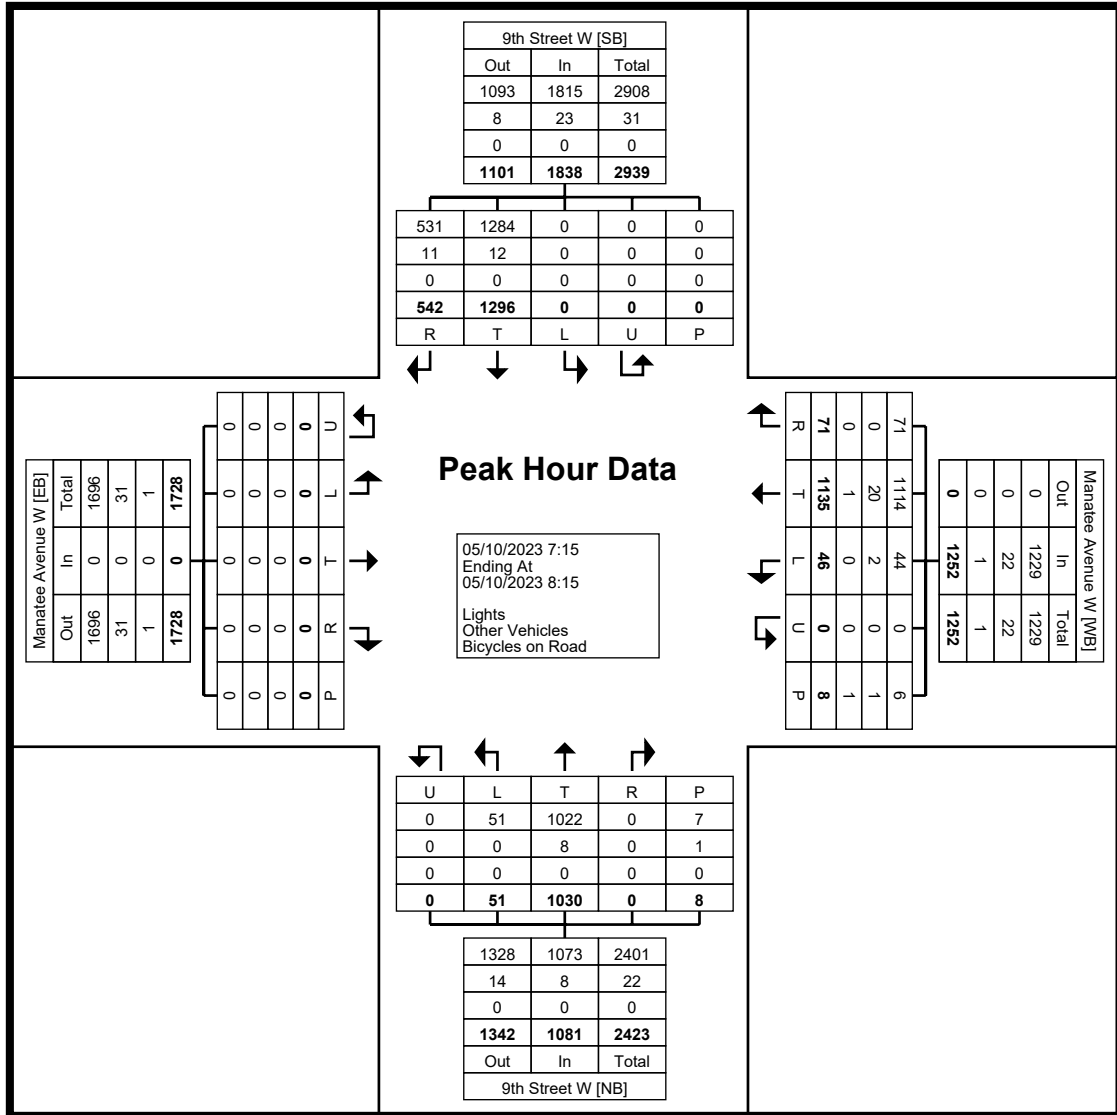 9th Street W [SB]
Out In Total
1093 1815 2908
8 23 31
0 0 0
1101 1838 2939
531 1284 0 0 0
11 12 0 0 0
0 0 0 0 0
542 1296 0 0 0
R T L U P
Manatee Avenue W [EB]
Total In Out
1696 0 1696
31 0 31
1 0 1
1728 0 1728
0 0 0 0 0
0 0 0 0 0
0 0 0 0 0
0 0 0 0 0
U L T R P
Peak Hour Data
05/10/2023 7:15
Ending At
05/10/2023 8:15
Lights
Other Vehicles
Bicycles on Road
71 1114 44 0 6
0 20 2 0 1
0 1 0 0 1
71 1135 46 0 8
R T L U P
Manatee Avenue W [WB]
Out In Total
0 1229 1229
0 22 22
0 1 1
0 1252 1252
U L T R P
0 51 1022 0 7
0 0 8 0 1
0 0 0 0 0
0 51 1030 0 8
1328 1073 2401
14 8 22
0 0 0
1342 1081 2423
Out In Total
9th Street W [NB]